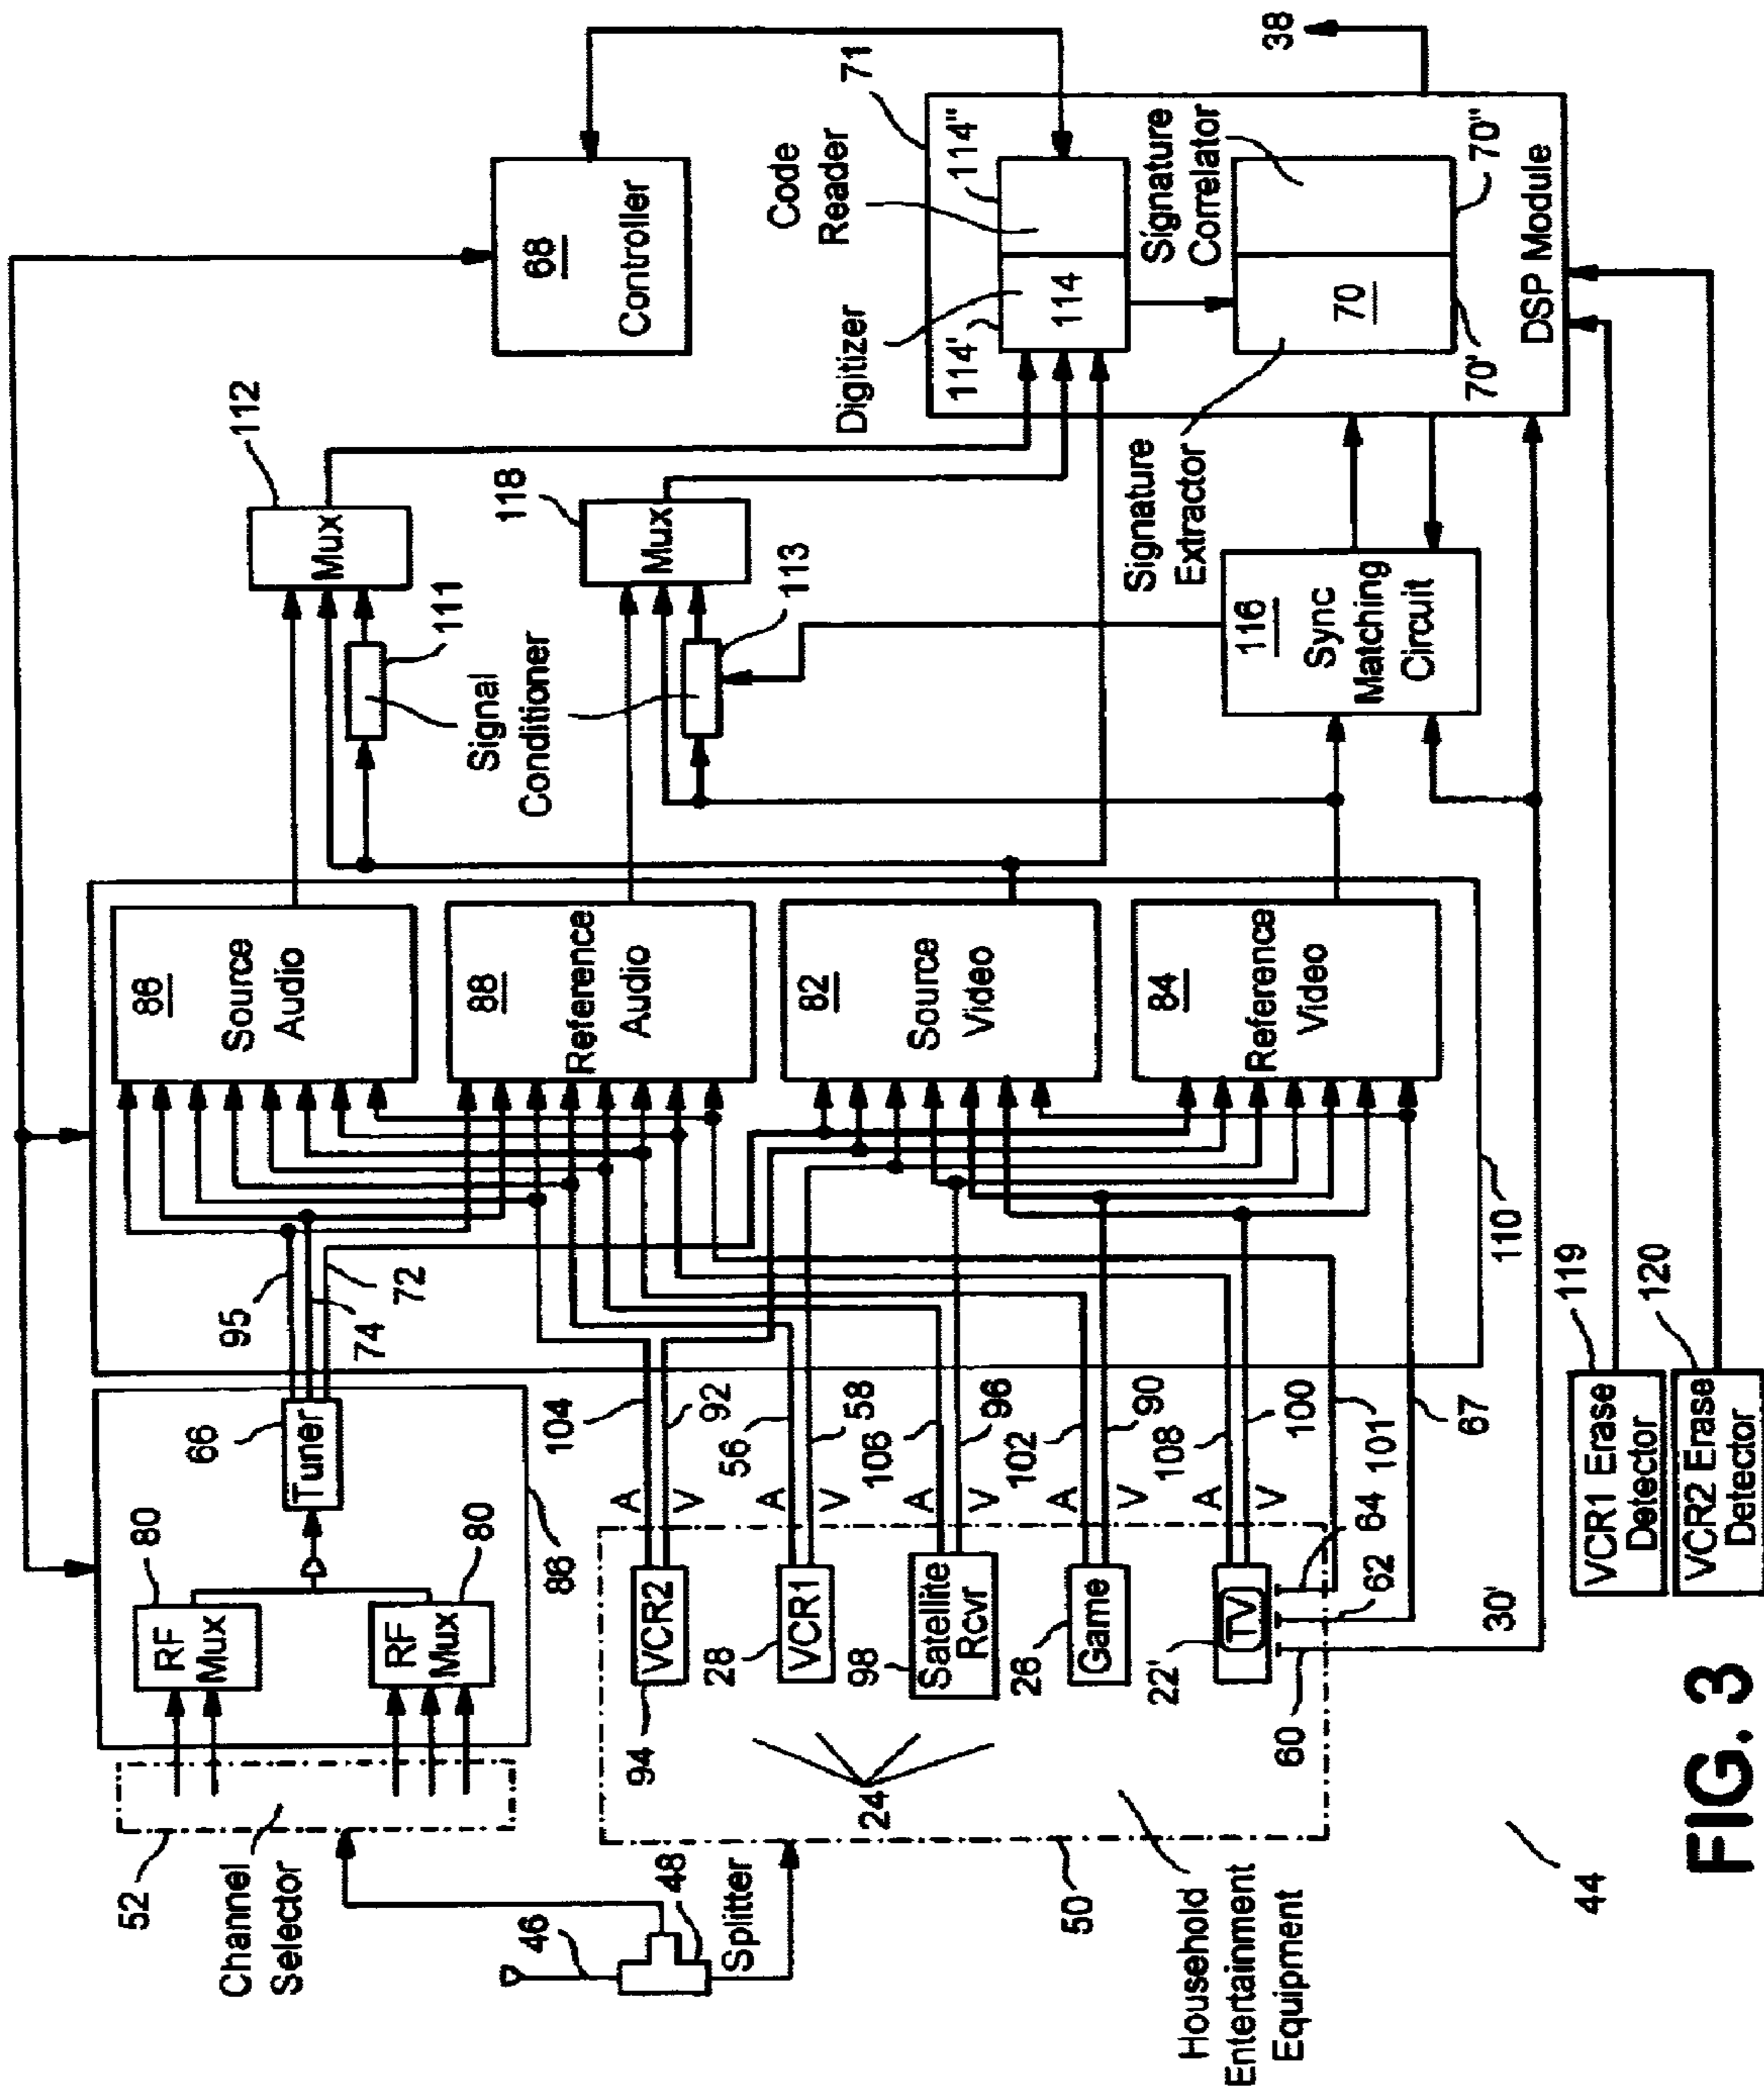 52
Channel
Selector
80
RF
Mux
RF
Mux
80
66
Tuner
86
95
74
72
46
48
Splitter
50
Household
Entertainment
Equipment
24
94
VCR2
28
VCR1
98
Satellite
Rcvr
26
Game
22'
TV
60
62
64
30'
A
V
A
V
A
V
A
V
A
V
104
92
56
58
106
96
102
90
108
100
101
67
110
86
Source
Audio
88
Reference
Audio
82
Source
Video
84
Reference
Video
111
Signal
Conditioner
113
112
Mux
118
Mux
116
Sync
Matching
Circuit
68
Controller
71
Digitizer
114'
114
Code
Reader
114"
Signature
Extractor
70
70'
Signature
Correlator
70"
DSP Module
38
VCR1 Erase
Detector
119
VCR2 Erase
Detector
120
44
FIG. 3